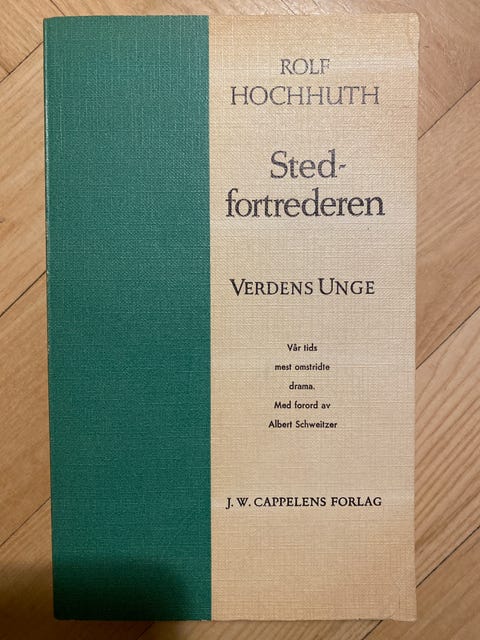 ROLF
HOCHHUTH
Sted-
fortrederen
VERDENS UNGE
Vår tids
mest omstridte
drama.
Med forord av
Albert Schweitzer
J. W. CAPPELENS FORLAG